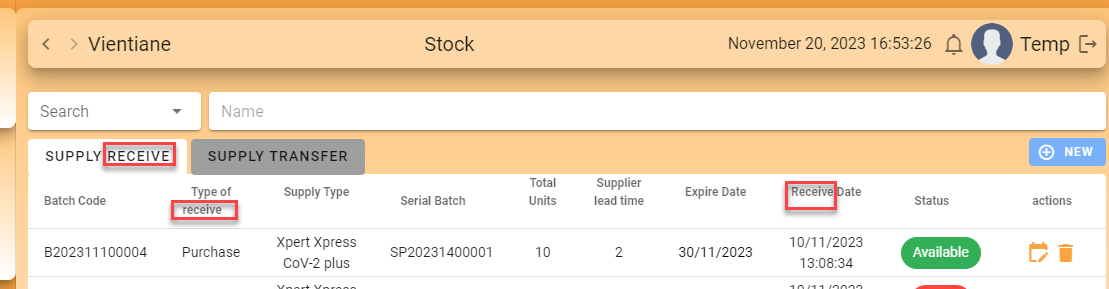 Vientiane Stock November 20, 2023 16:53:26 Temp
Search Name
SUPPLY RECEIVE SUPPLY TRANSFER NEW
Batch Code
Type of
receive
Supply Type
Serial Batch
Total
Units
Supplier
lead time
Expire Date
Receive Date
Status
actions
B202311100004
Purchase
Xpert Xpress
CoV-2 plus
SP20231400001
10
2
30/11/2023
10/11/2023
13:08:34
Available
Xpert Xpress
10/11/2023